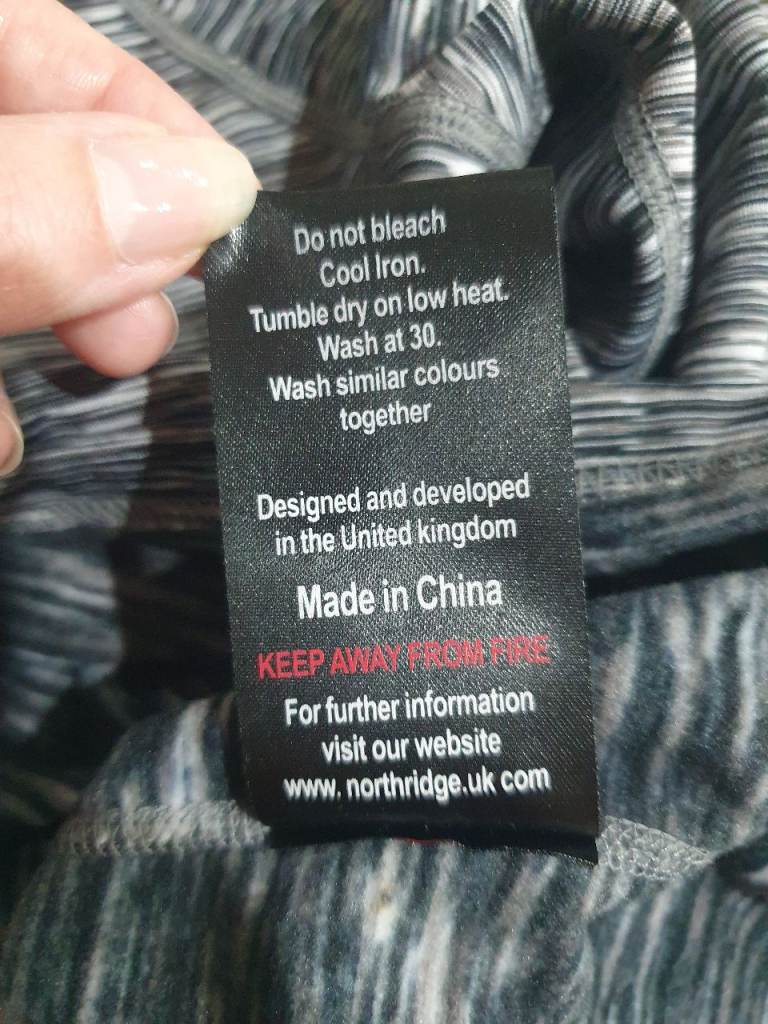 Do not bleach
Cool Iron.
Tumble dry on low heat.
Wash at 30.
Wash similar colours
together
Designed and developed
in the United kingdom
Made in China
KEEP AWAY FROM FIRE
For further information
visit our website
www. northridge.uk com